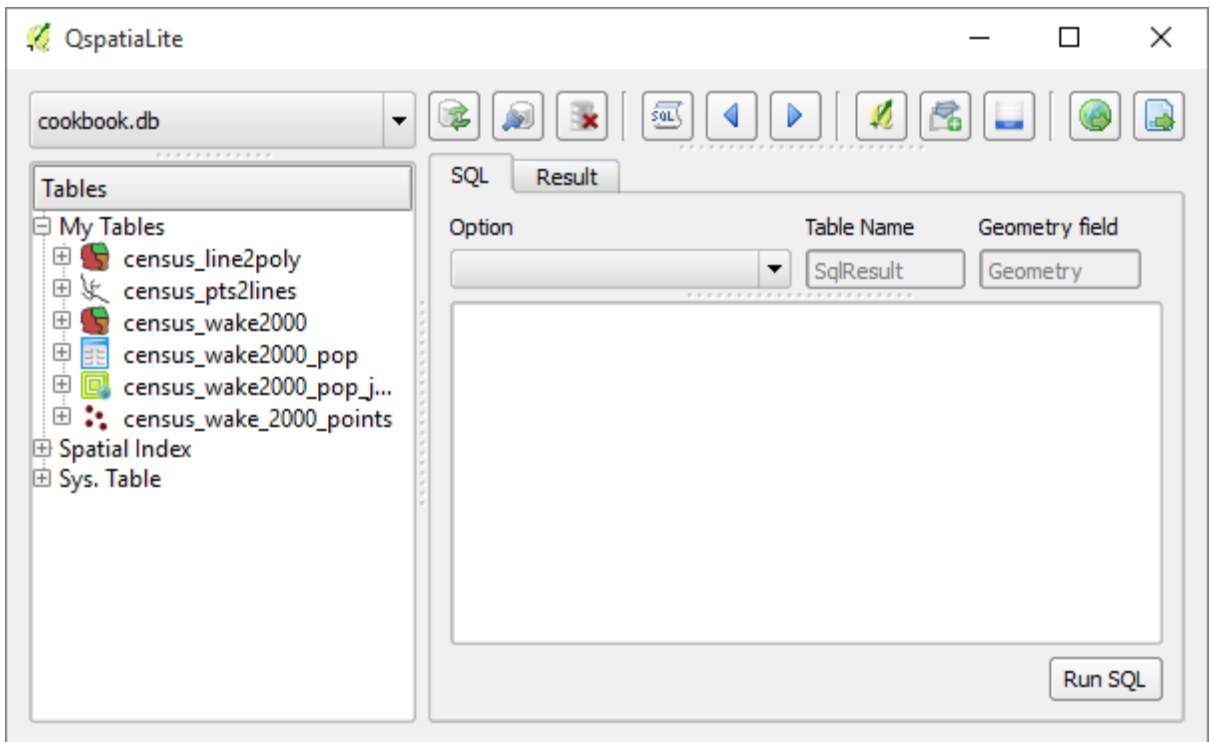 QspatiaLite
cookbook.db
SQL
Tables
My Tables
census_line2poly
census_pts2lines
census_wake2000
census_wake2000_pop
census_wake2000_pop_j...
census_wake_2000_points
Spatial Index
Sys. Table
SQL Result
Option Table Name Geometry field
SqlResult Geometry
Run SQL